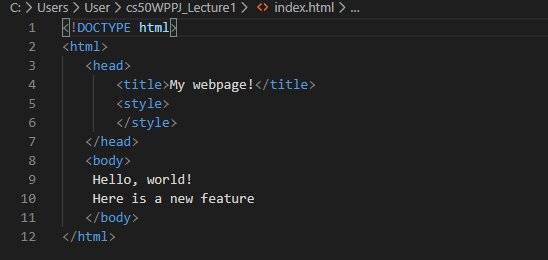 C: > Users > User > cs50WPPJ_Lecture1 > <> index.html > ...
1 <!DOCTYPE html>
2 <html>
3 <head>
4 <title>My webpage!</title>
5 <style>
6 </style>
7 </head>
8 <body>
9 Hello, world!
10 Here is a new feature
11 </body>
12 </html>